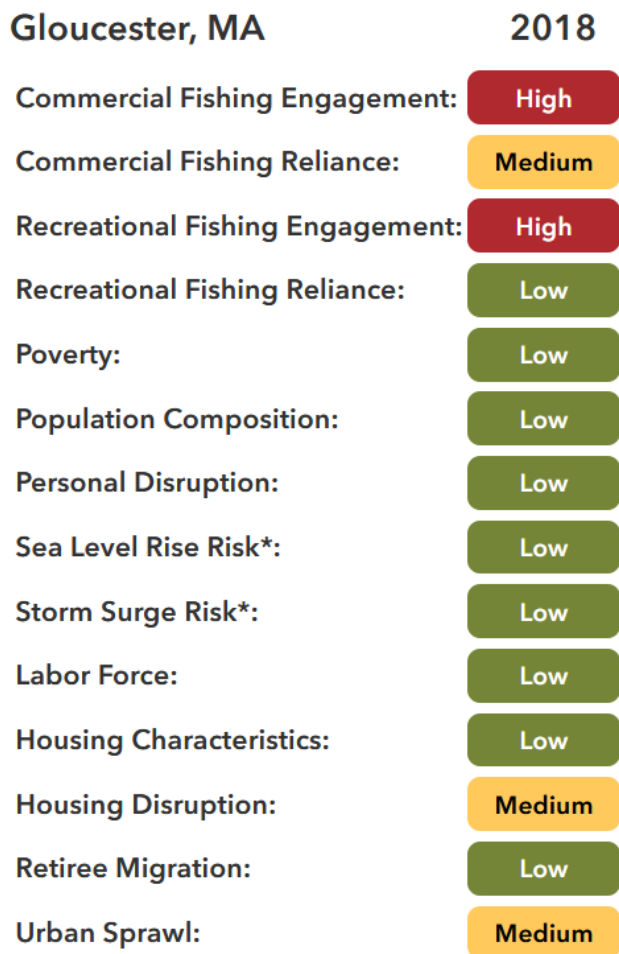 Gloucester, MA 2018
Commercial Fishing Engagement: High
Commercial Fishing Reliance: Medium
Recreational Fishing Engagement: High
Recreational Fishing Reliance: Low
Poverty: Low
Population Composition: Low
Personal Disruption: Low
Sea Level Rise Risk*: Low
Storm Surge Risk*: Low
Labor Force: Low
Housing Characteristics: Low
Housing Disruption: Medium
Retiree Migration: Low
Urban Sprawl: Medium